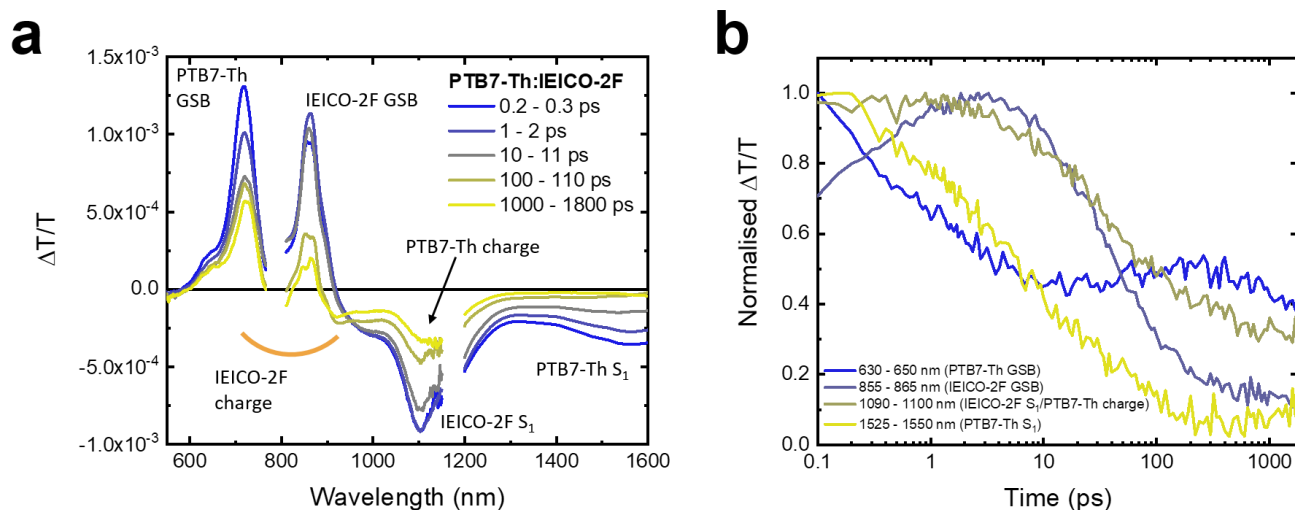 a
1.5x10⁻³
1.0x10⁻³
5.0x10⁻⁴
0.0
-5.0x10⁻⁴
-1.0x10⁻³
ΔT/T
PTB7-Th
GSB
IEICO-2F GSB
PTB7-Th:IEICO-2F
0.2 - 0.3 ps
1 - 2 ps
10 - 11 ps
100 - 110 ps
1000 - 1800 ps
PTB7-Th charge
IEICO-2F
charge
PTB7-Th S₁
IEICO-2F S₁
600 800 1000 1200 1400 1600
Wavelength (nm)
b
1.0
0.8
0.6
0.4
0.2
0.0
Normalised ΔT/T
630 - 650 nm (PTB7-Th GSB)
855 - 865 nm (IEICO-2F GSB)
1090 - 1100 nm (IEICO-2F S₁/PTB7-Th charge)
1525 - 1550 nm (PTB7-Th S₁)
0.1 1 10 100 1000
Time (ps)